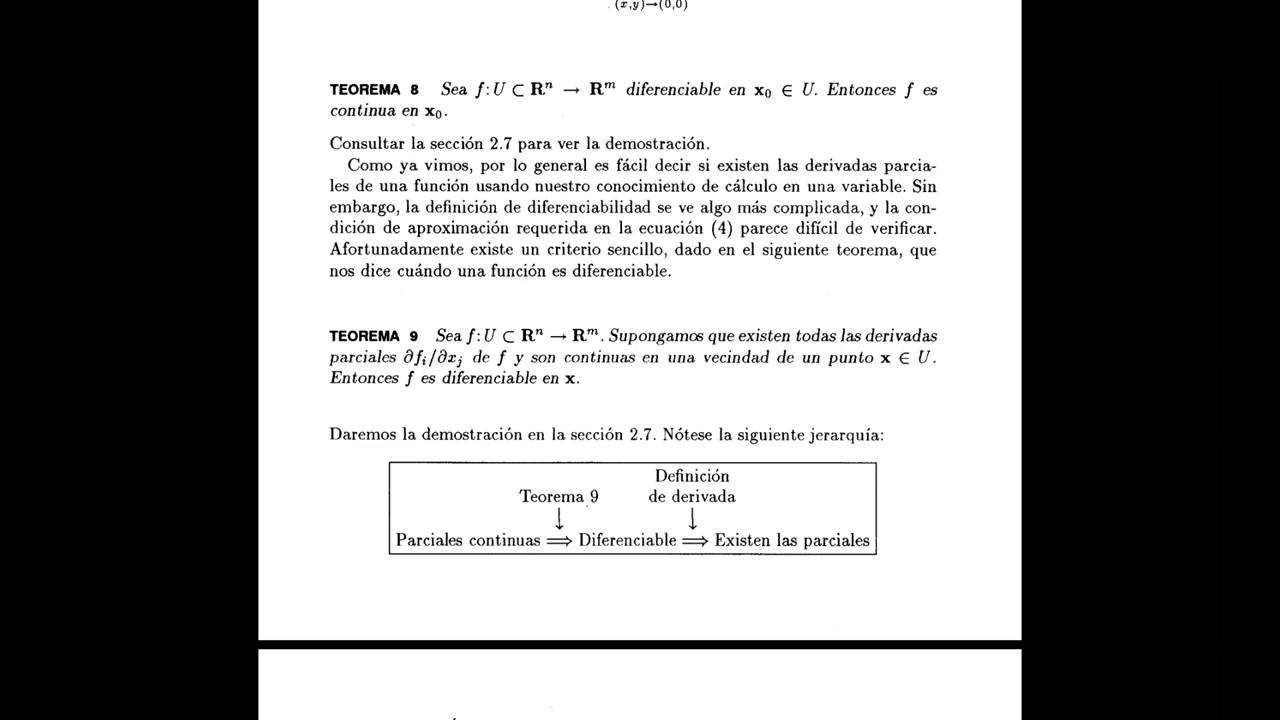 (x,y)→(0,0)
TEOREMA 8 Sea f: U ⊂ Rⁿ → Rᵐ diferenciable en x₀ ∈ U. Entonces f es
continua en x₀.
Consultar la sección 2.7 para ver la demostración.
Como ya vimos, por lo general es fácil decir si existen las derivadas parcia-
les de una función usando nuestro conocimiento de cálculo en una variable. Sin
embargo, la definición de diferenciabilidad se ve algo más complicada, y la con-
dición de aproximación requerida en la ecuación (4) parece difícil de verificar.
Afortunadamente existe un criterio sencillo, dado en el siguiente teorema, que
nos dice cuándo una función es diferenciable.
TEOREMA 9 Sea f: U ⊂ Rⁿ → Rᵐ. Supongamos que existen todas las derivadas
parciales ∂fᵢ/∂xⱼ de f y son continuas en una vecindad de un punto x ∈ U.
Entonces f es diferenciable en x.
Daremos la demostración en la sección 2.7. Nótese la siguiente jerarquía:
Definición
Teorema 9 de derivada
↓ ↓
Parciales continuas ⟹ Diferenciable ⟹ Existen las parciales